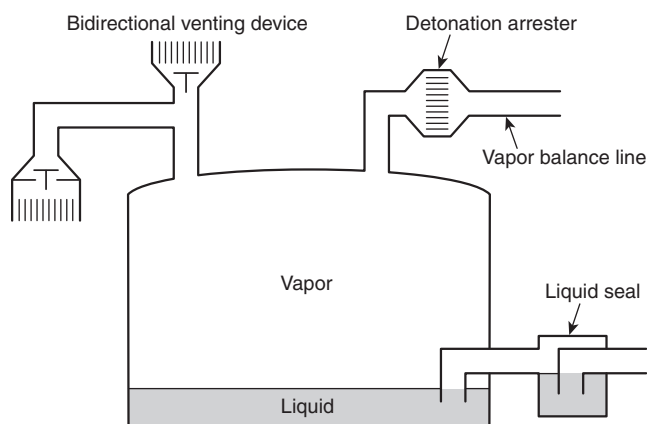 Bidirectional venting device
Detonation arrester
Vapor balance line
Vapor
Liquid seal
Liquid